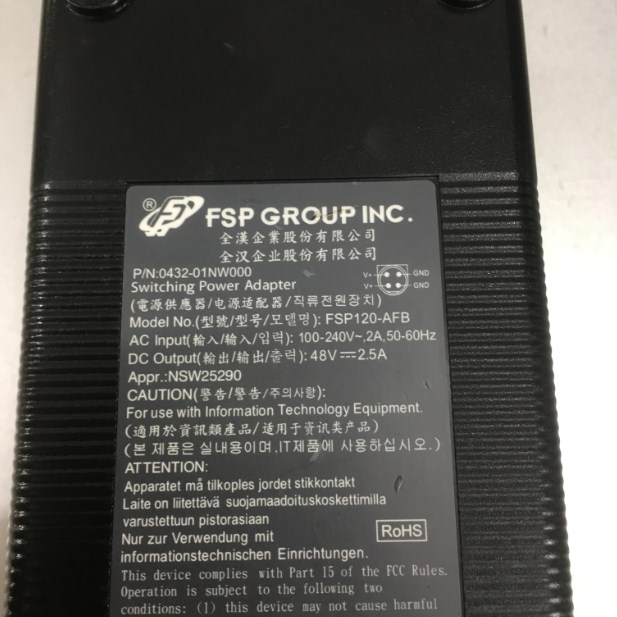 ® FSP GROUP INC.
全漢企業股份有限公司
全汉企业股份有限公司
P/N:0432-01NW000
V+ GND
V+ GND
Switching Power Adapter
(電源供應器/电源适配器/직류전원장치)
Model No.(型號/型号/모델명): FSP120-AFB
AC Input(輸入/输入/입력): 100-240V~,2A,50-60Hz
DC Output(輸出/输出/출력): 48V⎓2.5A
Appr.:NSW25290
CAUTION(警告/警告/주의사항):
For use with Information Technology Equipment.
(適用於資訊類產品/适用于资讯类产品)
(본 제품은 실내용이며,IT제품에 사용하십시오.)
ATTENTION:
Apparatet må tilkoples jordet stikkontakt
Laite on liitettävä suojamaadoituskoskettimilla
varustettuun pistorasiaan
Nur zur Verwendung mit
informationstechnischen Einrichtungen.
RoHS
This device complies with Part 15 of the FCC Rules.
Operation is subject to the following two
conditions: (1) this device may not cause harmful